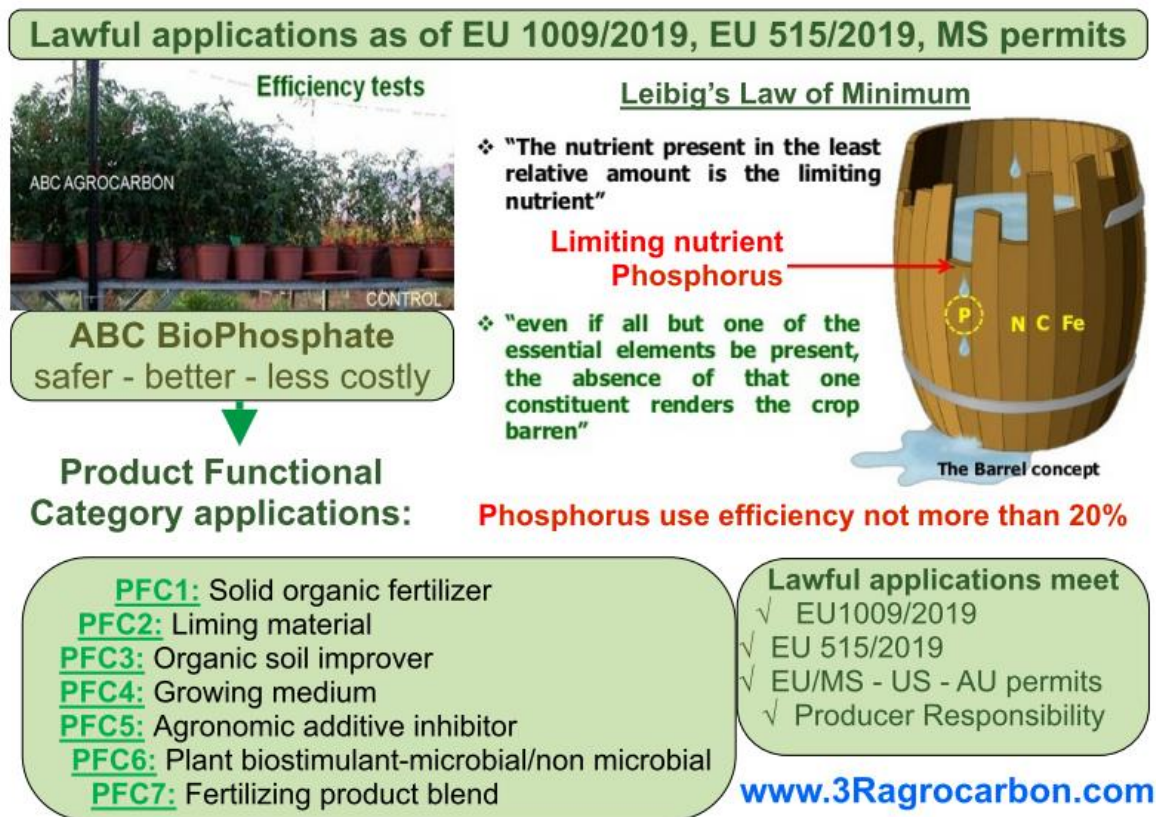 Lawful applications as of EU 1009/2019, EU 515/2019, MS permits
Efficiency tests
ABC AGROCARBON
CONTROL
ABC BioPhosphate
safer - better - less costly
Leibig's Law of Minimum
❖ "The nutrient present in the least
relative amount is the limiting
nutrient"
Limiting nutrient
Phosphorus
❖ "even if all but one of the
essential elements be present,
the absence of that one
constituent renders the crop
barren"
P
N C Fe
The Barrel concept
Product Functional
Category applications:
Phosphorus use efficiency not more than 20%
PFC1: Solid organic fertilizer
PFC2: Liming material
PFC3: Organic soil improver
PFC4: Growing medium
PFC5: Agronomic additive inhibitor
PFC6: Plant biostimulant-microbial/non microbial
PFC7: Fertilizing product blend
Lawful applications meet
√ EU1009/2019
√ EU 515/2019
√ EU/MS - US - AU permits
√ Producer Responsibility
www.3Ragrocarbon.com